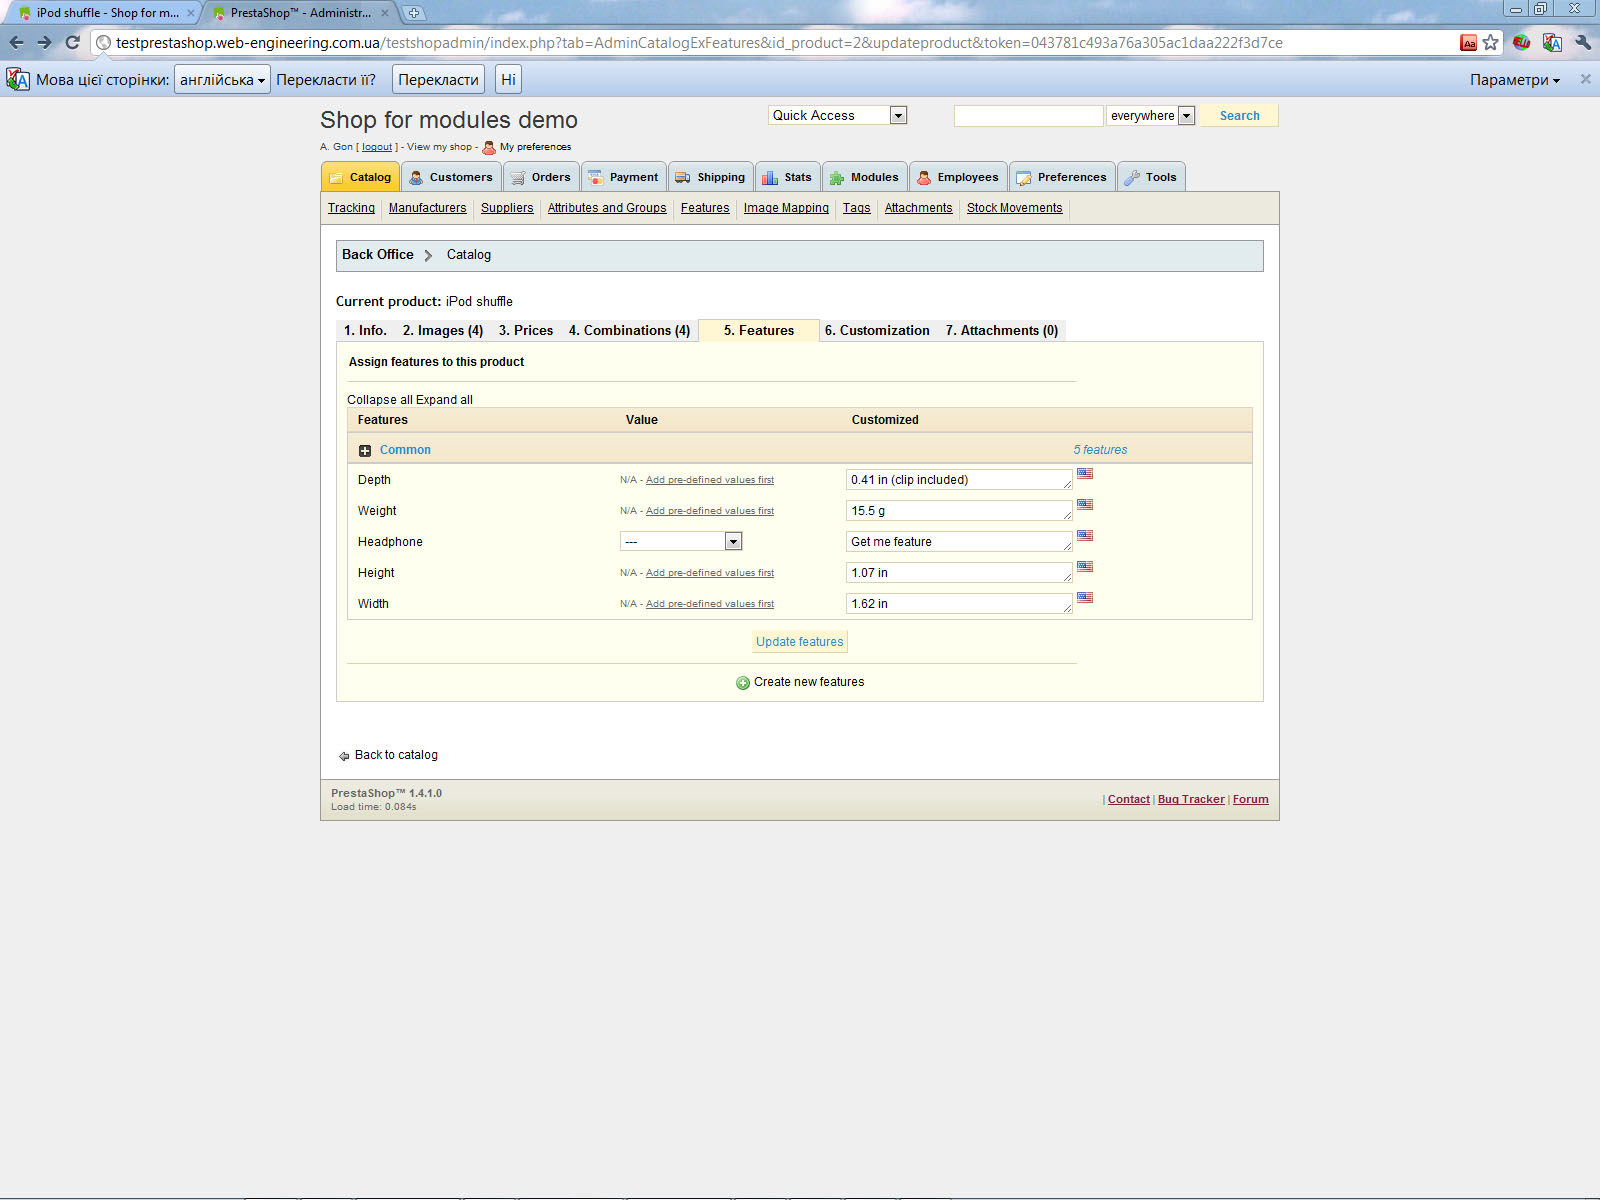 iPod shuffle - Shop for m...
PrestaShop™ - Administr...
testprestashop.web-engineering.com.ua/testshopadmin/index.php?tab=AdminCatalogExFeatures&id_product=2&updateproduct&token=043781c493a76a305ac1daa222f3d7ce
Мова цієї сторінки: англійська Перекласти її? Перекласти Ні Параметри
Shop for modules demo
Quick Access
everywhere
Search
A. Gon [ logout ] - View my shop - My preferences
Catalog Customers Orders Payment Shipping Stats Modules Employees Preferences Tools
Tracking Manufacturers Suppliers Attributes and Groups Features Image Mapping Tags Attachments Stock Movements
Back Office Catalog
Current product: iPod shuffle
1. Info. 2. Images (4) 3. Prices 4. Combinations (4) 5. Features 6. Customization 7. Attachments (0)
Assign features to this product
Collapse all Expand all
Features Value Customized
Common 5 features
Depth N/A - Add pre-defined values first 0.41 in (clip included)
Weight N/A - Add pre-defined values first 15.5 g
Headphone --- Get me feature
Height N/A - Add pre-defined values first 1.07 in
Width N/A - Add pre-defined values first 1.62 in
Update features
Create new features
Back to catalog
PrestaShop™ 1.4.1.0
Load time: 0.084s
| Contact | Bug Tracker | Forum